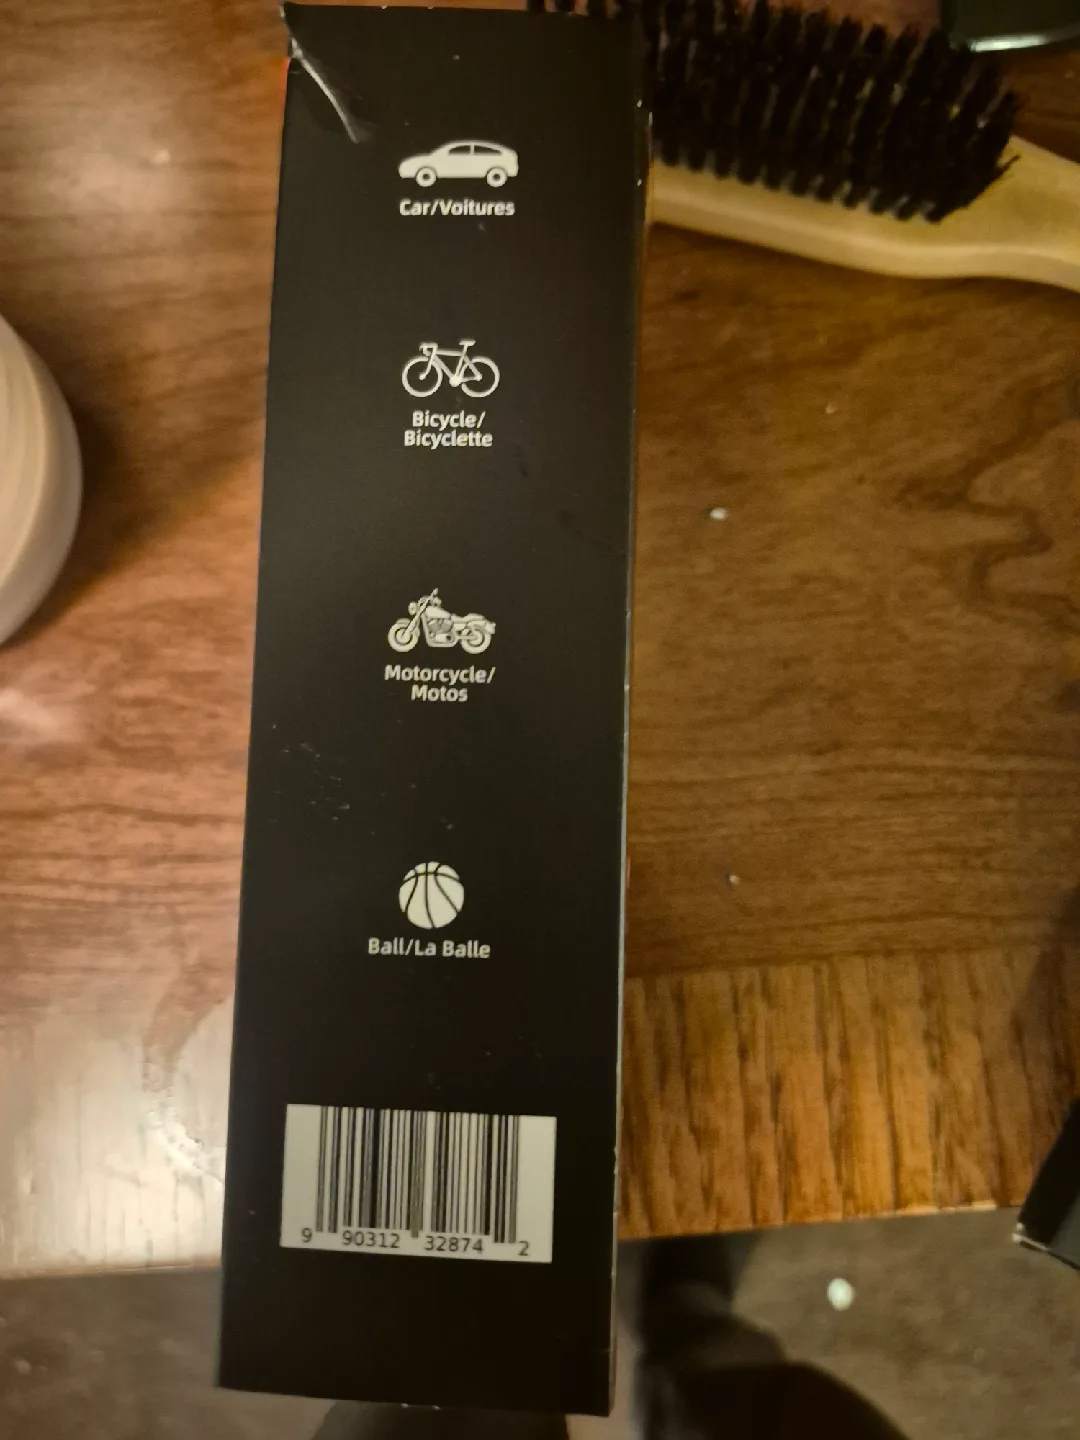 Car/Voitures
Bicycle/
Bicyclette
Motorcycle/
Motos
Ball/La Balle
9 90312 32874 2